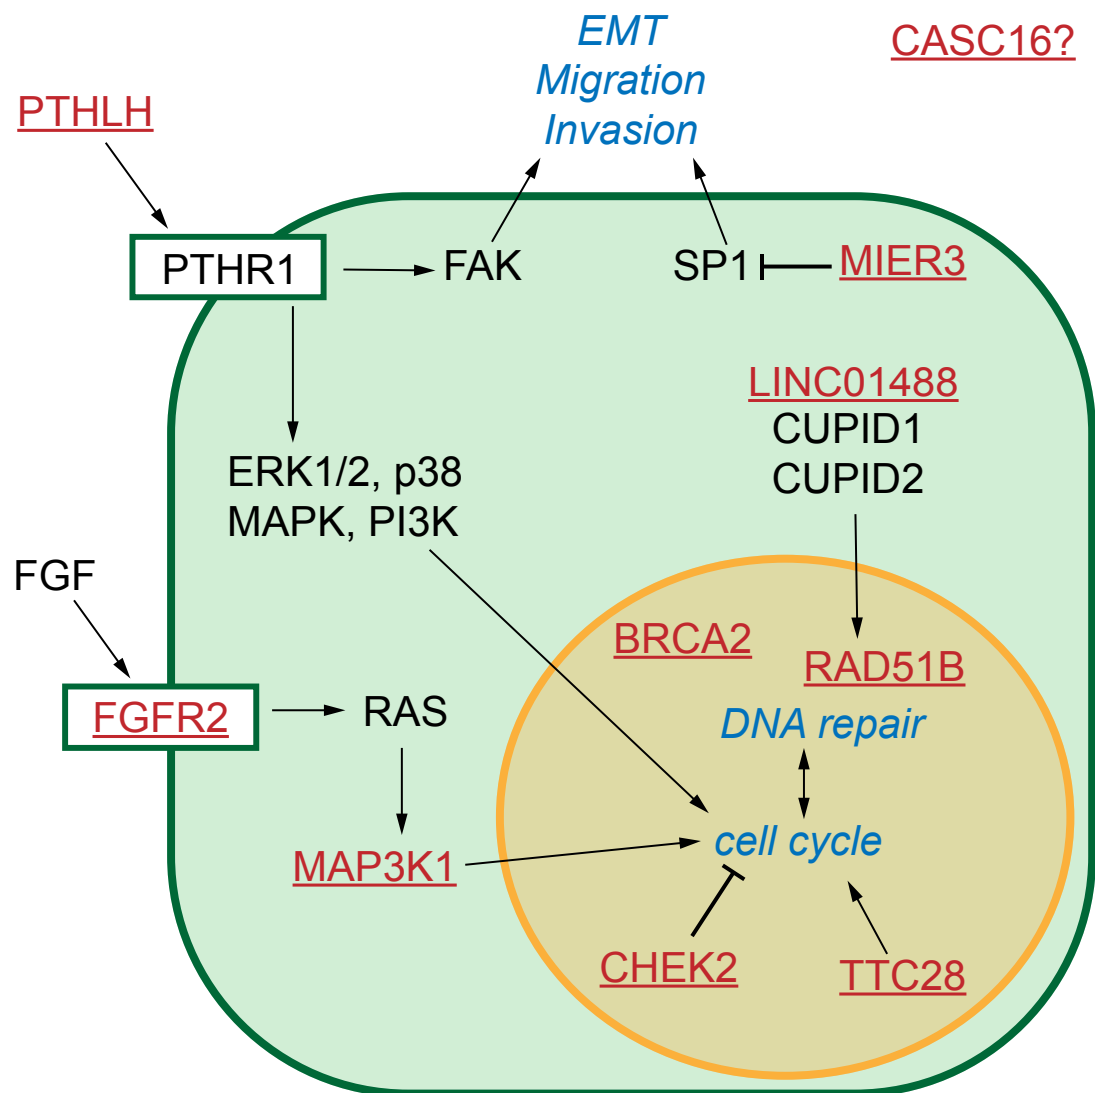 EMT
Migration
Invasion
CASC16?
PTHLH
PTHR1
FAK
SP1
MIER3
LINC01488
CUPID1
CUPID2
ERK1/2, p38
MAPK, PI3K
FGF
BRCA2
RAD51B
FGFR2
RAS
DNA repair
cell cycle
MAP3K1
CHEK2
TTC28